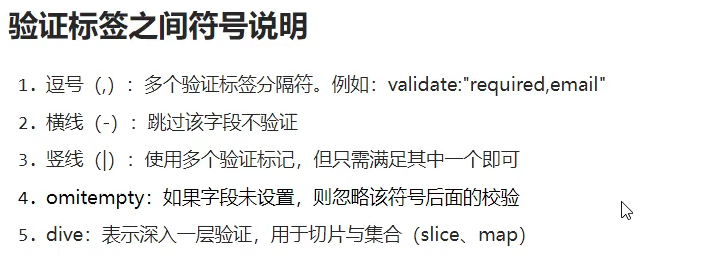 验证标签之间符号说明
1. 逗号（,）：多个验证标签分隔符。例如：validate:"required,email"
2. 横线（-）：跳过该字段不验证
3. 竖线（|）：使用多个验证标记，但只需满足其中一个即可
4. omitempty：如果字段未设置，则忽略该符号后面的校验
5. dive：表示深入一层验证，用于切片与集合（slice、map）